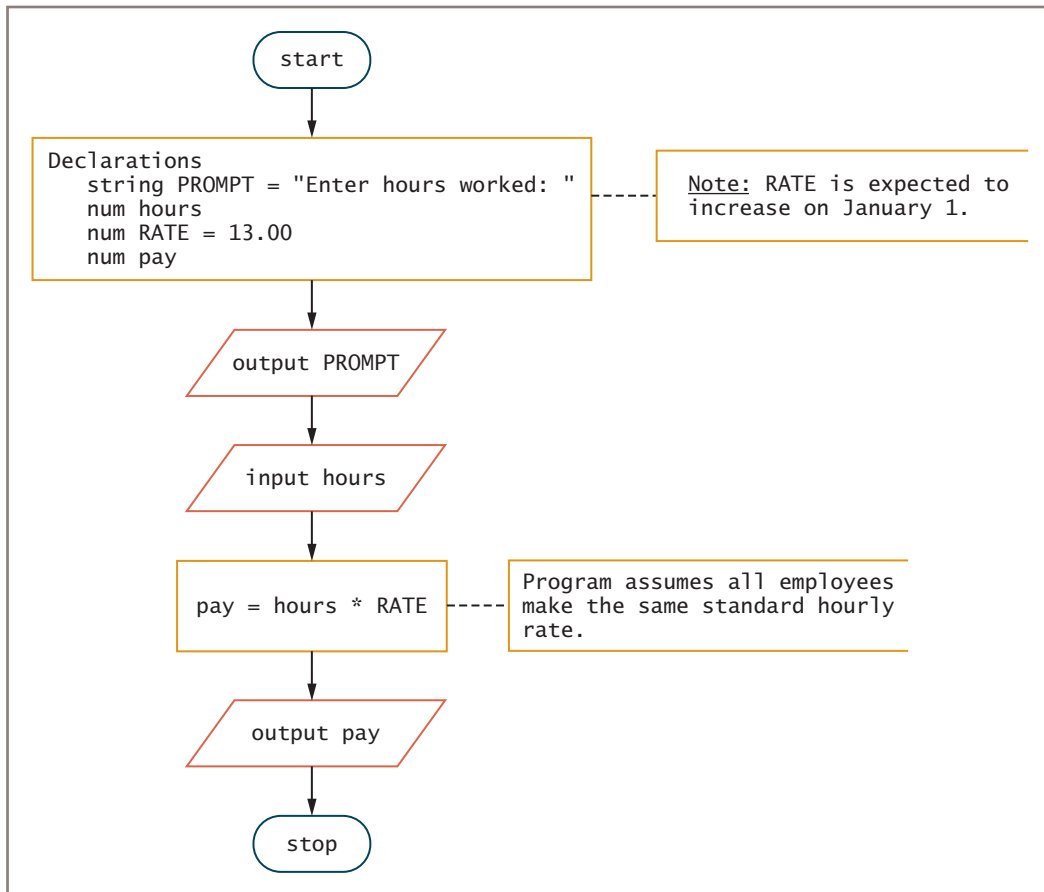 start
Declarations
string PROMPT = "Enter hours worked: "
num hours
num RATE = 13.00
num pay
Note: RATE is expected to
increase on January 1.
output PROMPT
input hours
pay = hours * RATE
Program assumes all employees
make the same standard hourly
rate.
output pay
stop